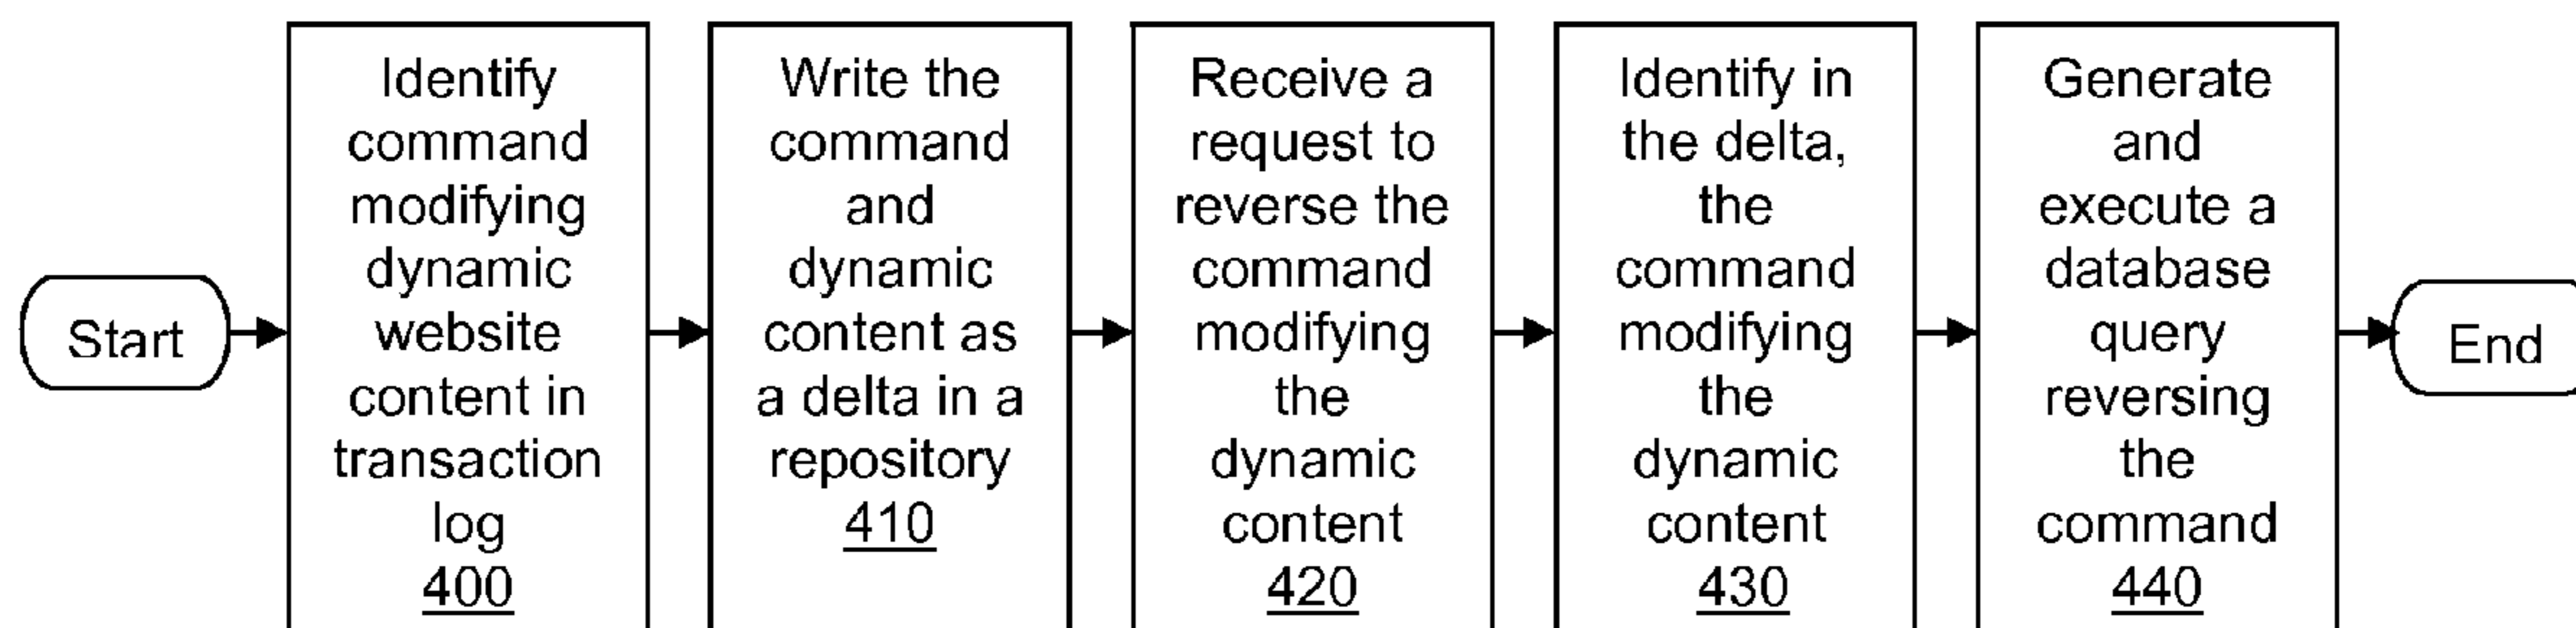 Start
Identify
command
modifying
dynamic
website
content in
transaction
log
400
Write the
command
and
dynamic
content as
a delta in a
repository
410
Receive a
request to
reverse the
command
modifying
the
dynamic
content
420
Identify in
the delta,
the
command
modifying
the
dynamic
content
430
Generate
and
execute a
database
query
reversing
the
command
440
End